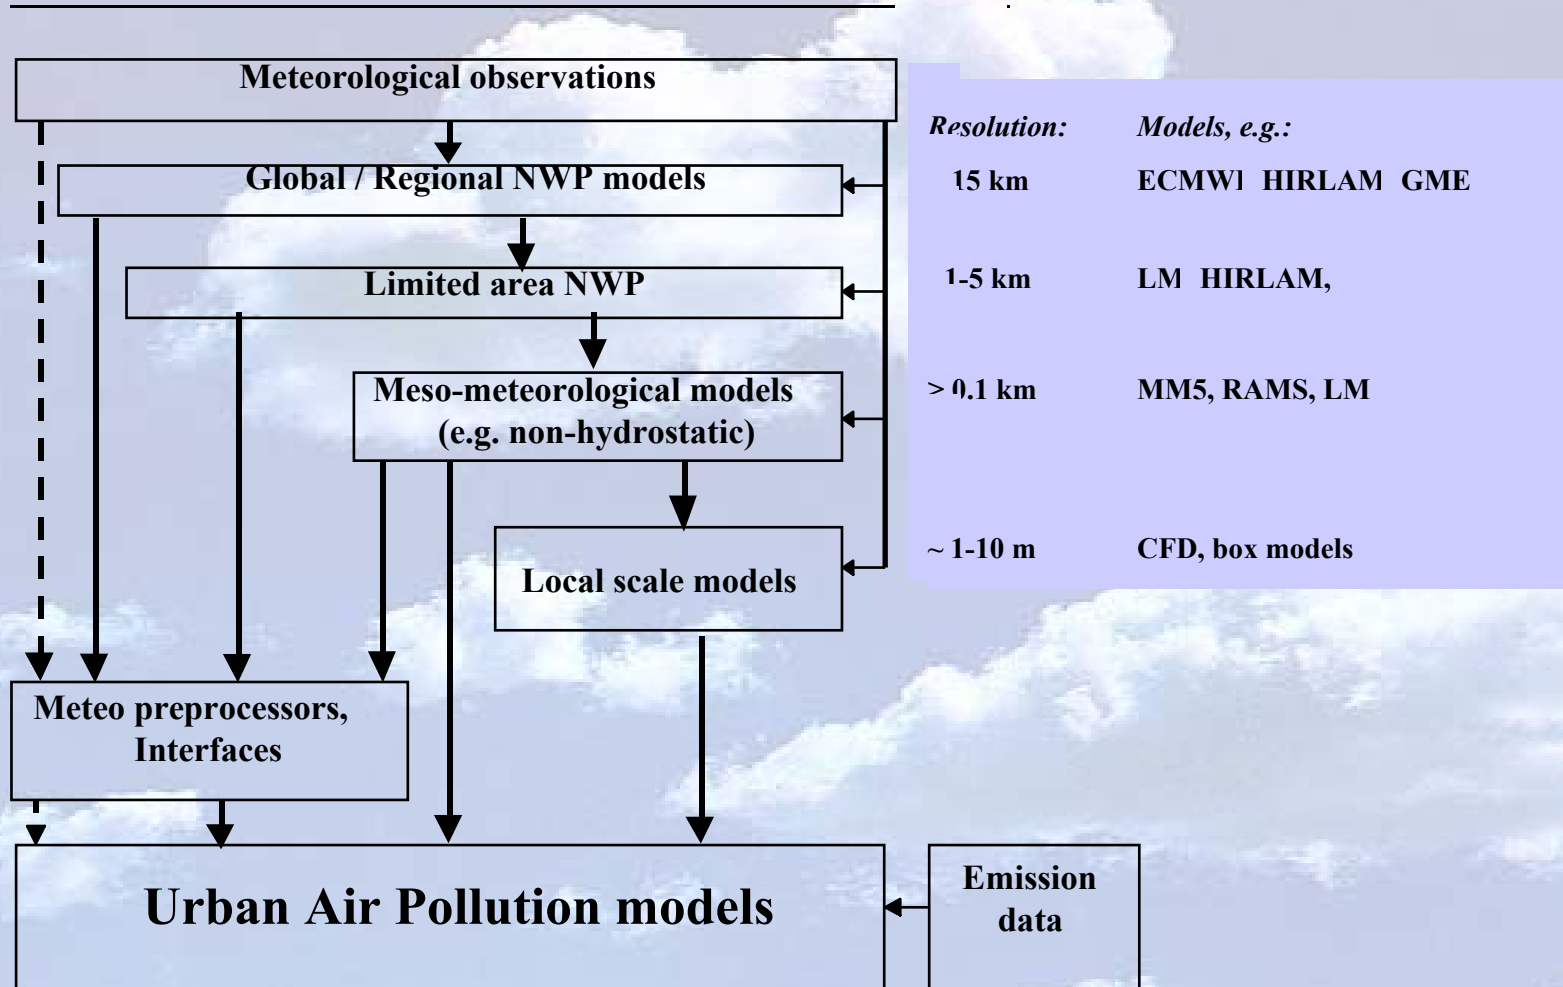 Meteorological observations
Global / Regional NWP models
Limited area NWP
Meso-meteorological models
(e.g. non-hydrostatic)
Local scale models
Meteo preprocessors,
Interfaces
Urban Air Pollution models
Emission
data
Resolution: Models, e.g.:
15 km HIRLAM GME
1-5 km LM HIRLAM,
> 0.1 km MM5, RAMS, LM
~ 1-10 m CFD, box models